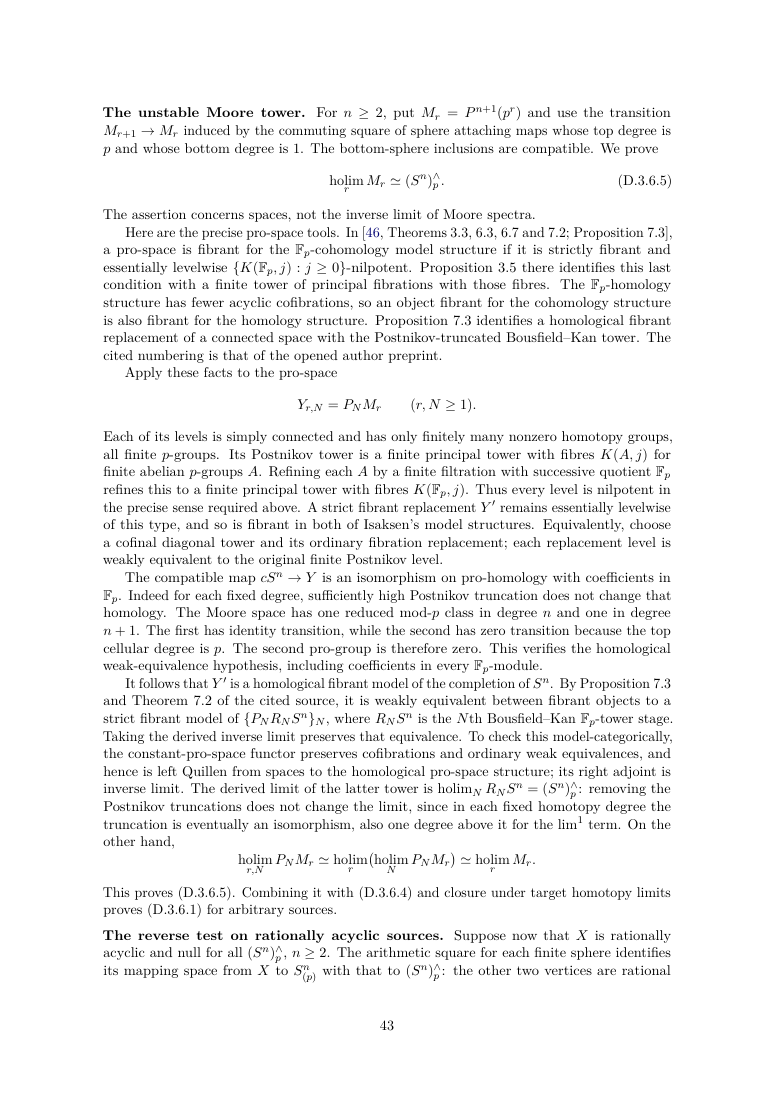 The unstable Moore tower. For n ≥ 2, put M_r = P^{n+1}(p^r) and use the transition
M_{r+1} → M_r induced by the commuting square of sphere attaching maps whose top degree is
p and whose bottom degree is 1. The bottom-sphere inclusions are compatible. We prove
holim_r M_r ≃ (S^n)^∧_p. (D.3.6.5)
The assertion concerns spaces, not the inverse limit of Moore spectra.
Here are the precise pro-space tools. In [46, Theorems 3.3, 6.3, 6.7 and 7.2; Proposition 7.3],
a pro-space is fibrant for the 𝔽_p-cohomology model structure if it is strictly fibrant and
essentially levelwise {K(𝔽_p, j) : j ≥ 0}-nilpotent. Proposition 3.5 there identifies this last
condition with a finite tower of principal fibrations with those fibres. The 𝔽_p-homology
structure has fewer acyclic cofibrations, so an object fibrant for the cohomology structure
is also fibrant for the homology structure. Proposition 7.3 identifies a homological fibrant
replacement of a connected space with the Postnikov-truncated Bousfield–Kan tower. The
cited numbering is that of the opened author preprint.
Apply these facts to the pro-space
Y_{r,N} = P_N M_r (r, N ≥ 1).
Each of its levels is simply connected and has only finitely many nonzero homotopy groups,
all finite p-groups. Its Postnikov tower is a finite principal tower with fibres K(A, j) for
finite abelian p-groups A. Refining each A by a finite filtration with successive quotient 𝔽_p
refines this to a finite principal tower with fibres K(𝔽_p, j). Thus every level is nilpotent in
the precise sense required above. A strict fibrant replacement Y′ remains essentially levelwise
of this type, and so is fibrant in both of Isaksen's model structures. Equivalently, choose
a cofinal diagonal tower and its ordinary fibration replacement; each replacement level is
weakly equivalent to the original finite Postnikov level.
The compatible map cS^n → Y is an isomorphism on pro-homology with coefficients in
𝔽_p. Indeed for each fixed degree, sufficiently high Postnikov truncation does not change that
homology. The Moore space has one reduced mod-p class in degree n and one in degree
n + 1. The first has identity transition, while the second has zero transition because the top
cellular degree is p. The second pro-group is therefore zero. This verifies the homological
weak-equivalence hypothesis, including coefficients in every 𝔽_p-module.
It follows that Y′ is a homological fibrant model of the completion of S^n. By Proposition 7.3
and Theorem 7.2 of the cited source, it is weakly equivalent between fibrant objects to a
strict fibrant model of {P_N R_N S^n}_N, where R_N S^n is the Nth Bousfield–Kan 𝔽_p-tower stage.
Taking the derived inverse limit preserves that equivalence. To check this model-categorically,
the constant-pro-space functor preserves cofibrations and ordinary weak equivalences, and
hence is left Quillen from spaces to the homological pro-space structure; its right adjoint is
inverse limit. The derived limit of the latter tower is holim_N R_N S^n = (S^n)^∧_p: removing the
Postnikov truncations does not change the limit, since in each fixed homotopy degree the
truncation is eventually an isomorphism, also one degree above it for the lim^1 term. On the
other hand,
holim_{r,N} P_N M_r ≃ holim_r (holim_N P_N M_r) ≃ holim_r M_r.
This proves (D.3.6.5). Combining it with (D.3.6.4) and closure under target homotopy limits
proves (D.3.6.1) for arbitrary sources.
The reverse test on rationally acyclic sources. Suppose now that X is rationally
acyclic and null for all (S^n)^∧_p, n ≥ 2. The arithmetic square for each finite sphere identifies
its mapping space from X to S^n_{(p)} with that to (S^n)^∧_p: the other two vertices are rational
43